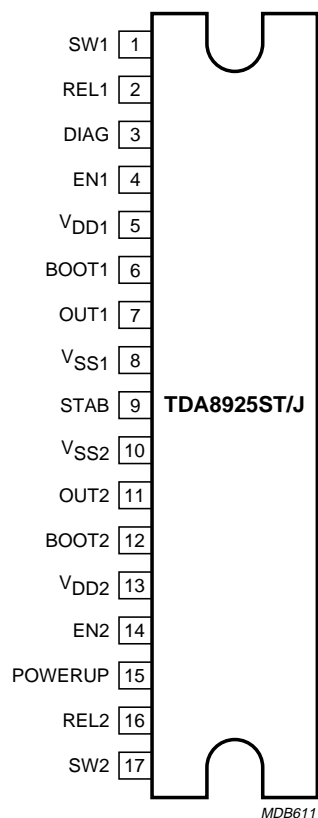 SW1 1
REL1 2
DIAG 3
EN1 4
VDD1 5
BOOT1 6
OUT1 7
VSS1 8
STAB 9 TDA8925ST/J
VSS2 10
OUT2 11
BOOT2 12
VDD2 13
EN2 14
POWERUP 15
REL2 16
SW2 17
MDB611